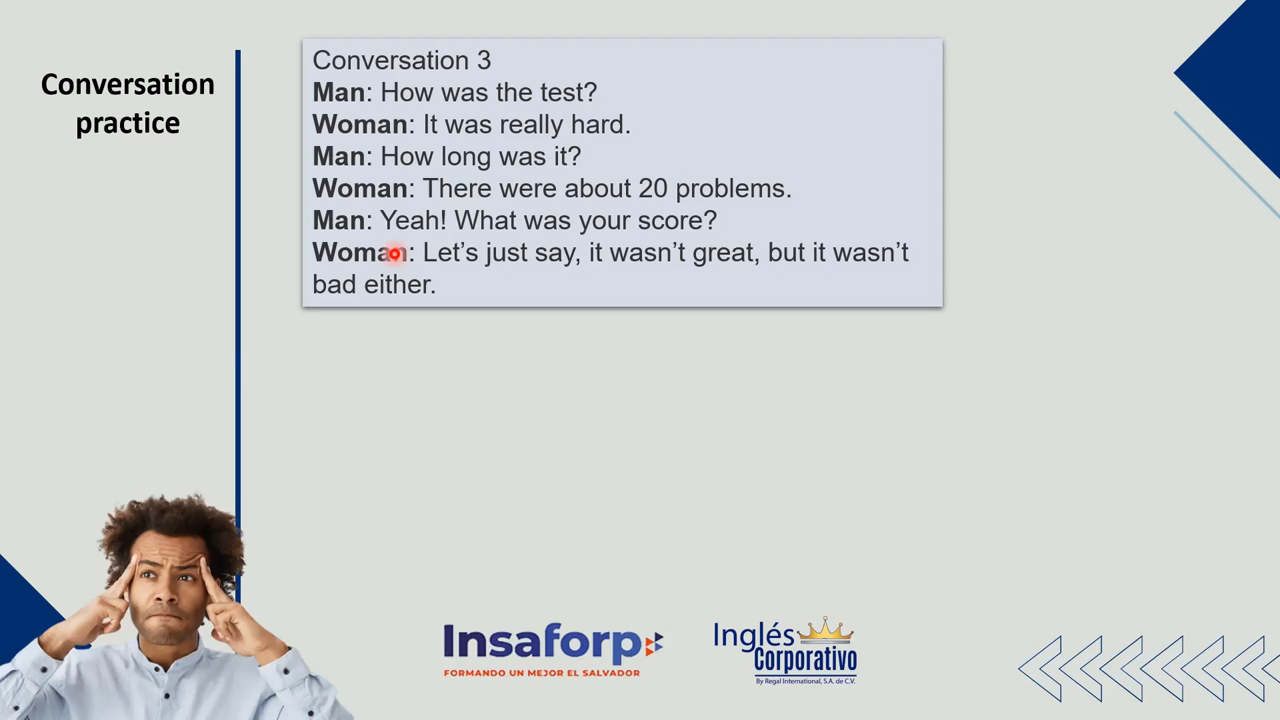 Conversation
practice
Conversation 3
Man: How was the test?
Woman: It was really hard.
Man: How long was it?
Woman: There were about 20 problems.
Man: Yeah! What was your score?
Woman: Let’s just say, it wasn’t great, but it wasn’t
bad either.
Insaforp
FORMANDO UN MEJOR EL SALVADOR
Inglés
Corporativo
By Regal International, S.A. de C.V.